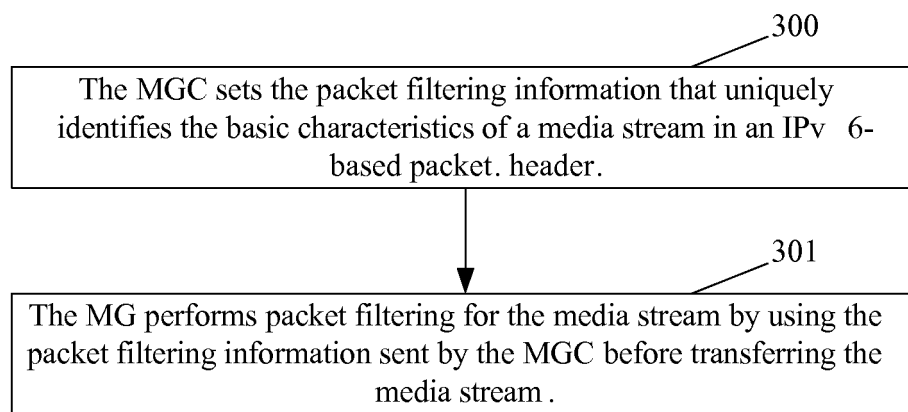 300
The MGC sets the packet filtering information that uniquely
identifies the basic characteristics of a media stream in an IPv 6-
based packet. header.
301
The MG performs packet filtering for the media stream by using the
packet filtering information sent by the MGC before transferring the
media stream.